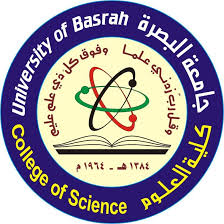 University of Basrah
جامعة البصرة
وقل رب زدني علما وفوق كل ذي علم عليم
١٣٨٤ هـ - ١٩٦٤ م
College of Science
كلية العلوم